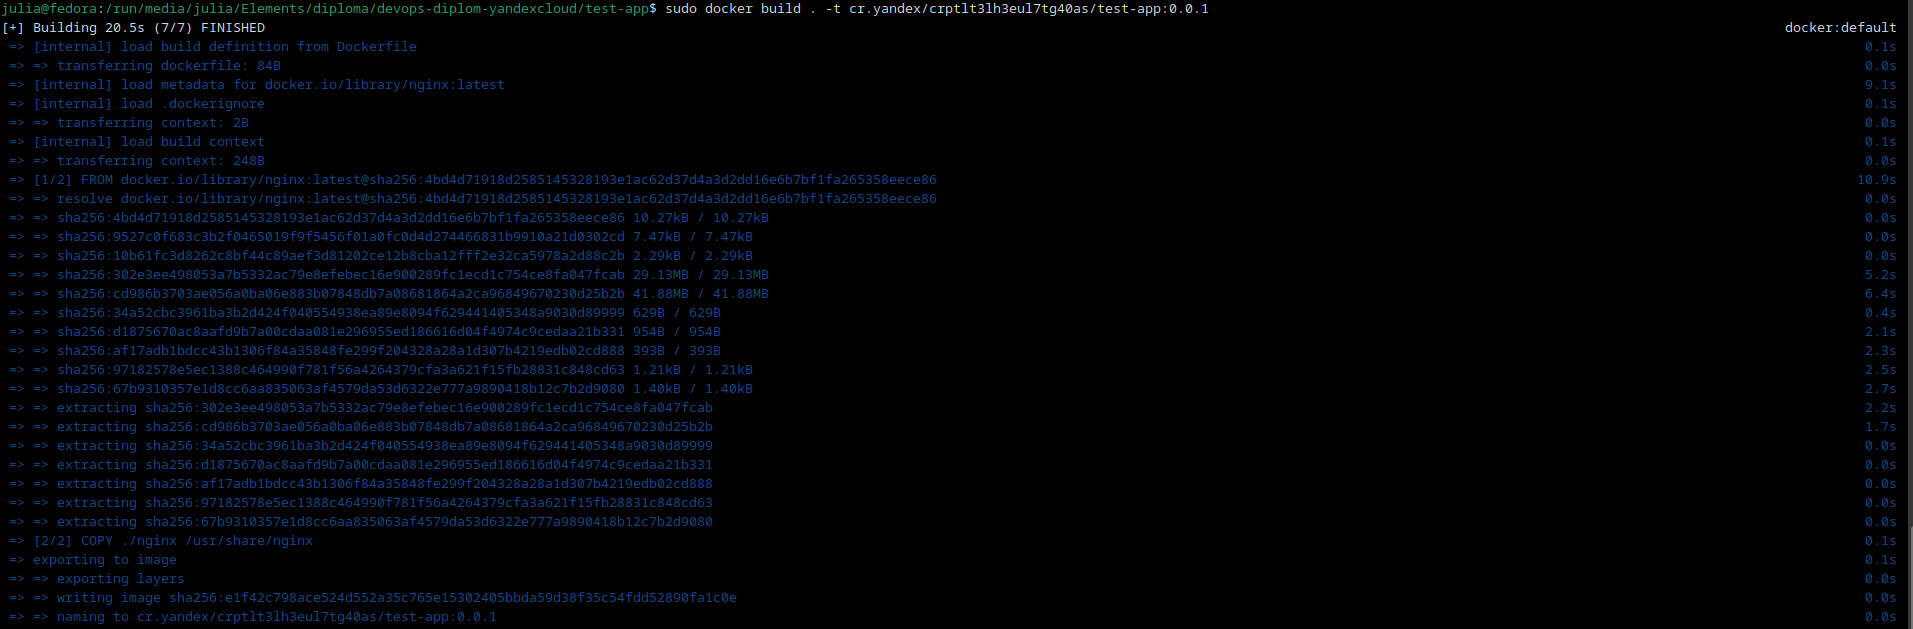 julia@fedora:/run/media/julia/Elements/diploma/devops-diplom-yandexcloud/test-app$ sudo docker build . -t cr.yandex/crptlt3lh3eul7tg40as/test-app:0.0.1
[+] Building 20.5s (7/7) FINISHED docker:default
=> [internal] load build definition from Dockerfile 0.1s
=> => transferring dockerfile: 84B 0.0s
=> [internal] load metadata for docker.io/library/nginx:latest 9.1s
=> [internal] load .dockerignore 0.1s
=> => transferring context: 2B 0.0s
=> [internal] load build context 0.1s
=> => transferring context: 248B 0.0s
=> [1/2] FROM docker.io/library/nginx:latest@sha256:4bd4d71918d2585145328193e1ac62d37d4a3d2dd16e6b7bf1fa265358eece86 10.9s
=> => resolve docker.io/library/nginx:latest@sha256:4bd4d71918d2585145328193e1ac62d37d4a3d2dd16e6b7bf1fa265358eece86 0.0s
=> => sha256:4bd4d71918d2585145328193e1ac62d37d4a3d2dd16e6b7bf1fa265358eece86 10.27kB / 10.27kB 0.0s
=> => sha256:9527c0f683c3b2f0465019f9f5456f01a0fc0d4d274466831b9910a21d0302cd 7.47kB / 7.47kB 0.0s
=> => sha256:10b61fc3d8262c8bf44c89aef3d81202ce12b8cba12fff2e32ca5978a2d88c2b 2.29kB / 2.29kB 0.0s
=> => sha256:302e3ee498053a7b5332ac79e8efebec16e900289fc1ecd1c754ce8fa047fcab 29.13MB / 29.13MB 5.2s
=> => sha256:cd986b3703ae056a0ba06e883b07848db7a08681864a2ca96849670230d25b2b 41.88MB / 41.88MB 6.4s
=> => sha256:34a52cbc3961ba3b2d424f040554938ea89e8094f629441405348a9030d89999 629B / 629B 0.4s
=> => sha256:d1875670ac8aafd9b7a00cdaa081e296955ed186616d04f4974c9cedaa21b331 954B / 954B 2.1s
=> => sha256:af17adb1bdcc43b1306f84a35848fe299f204328a28a1d307b4219edb02cd888 393B / 393B 2.3s
=> => sha256:97182578e5ec1388c464990f781f56a4264379cfa3a621f15fb28831c848cd63 1.21kB / 1.21kB 2.5s
=> => sha256:67b9310357e1d8cc6aa835063af4579da53d6322e777a9890418b12c7b2d9080 1.40kB / 1.40kB 2.7s
=> => extracting sha256:302e3ee498053a7b5332ac79e8efebec16e900289fc1ecd1c754ce8fa047fcab 2.2s
=> => extracting sha256:cd986b3703ae056a0ba06e883b07848db7a08681864a2ca96849670230d25b2b 1.7s
=> => extracting sha256:34a52cbc3961ba3b2d424f040554938ea89e8094f629441405348a9030d89999 0.0s
=> => extracting sha256:d1875670ac8aafd9b7a00cdaa081e296955ed186616d04f4974c9cedaa21b331 0.0s
=> => extracting sha256:af17adb1bdcc43b1306f84a35848fe299f204328a28a1d307b4219edb02cd888 0.0s
=> => extracting sha256:97182578e5ec1388c464990f781f56a4264379cfa3a621f15fb28831c848cd63 0.0s
=> => extracting sha256:67b9310357e1d8cc6aa835063af4579da53d6322e777a9890418b12c7b2d9080 0.0s
=> [2/2] COPY ./nginx /usr/share/nginx 0.1s
=> exporting to image 0.1s
=> => exporting layers 0.0s
=> => writing image sha256:e1f42c798ace524d552a35c765e15302405bbda59d38f35c54fdd52890fa1c0e 0.0s
=> => naming to cr.yandex/crptlt3lh3eul7tg40as/test-app:0.0.1 0.0s